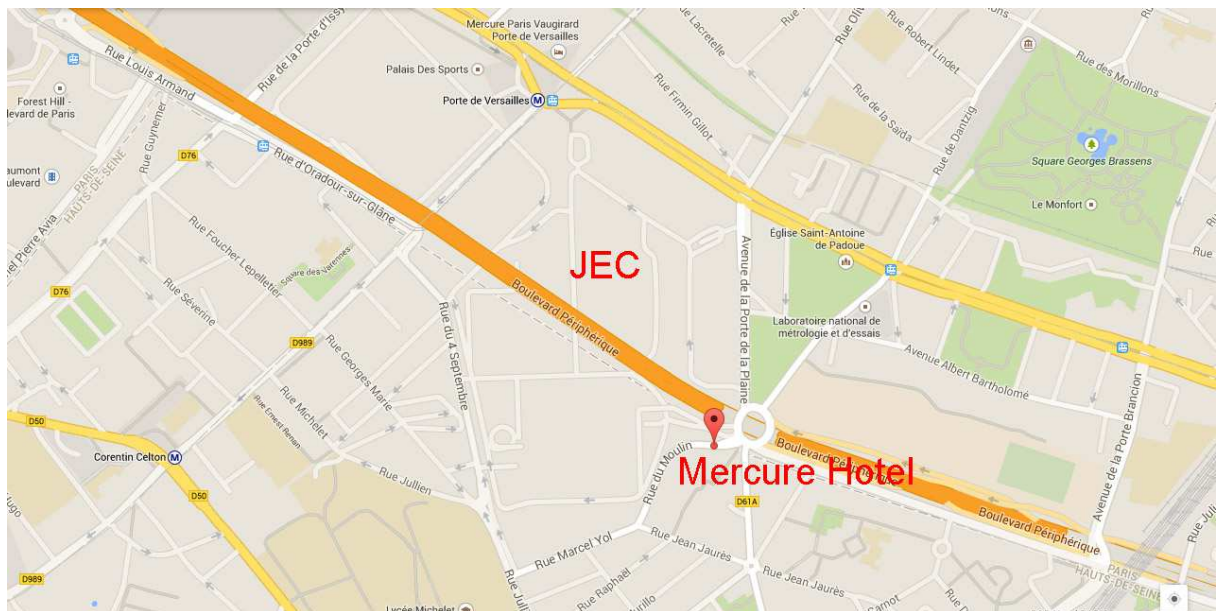 Mercure Paris Vaugirard
Porte de Versailles
Rue Lacretelle
Rue Robert Lindet
Rue des Morillons
Rue de la Porte d'Issy
Rue Louis Armand
Palais Des Sports
Forest Hill -
levard de Paris
Porte de Versailles
Rue Firmin Gillot
Rue de la Saïda
Rue de Dantzig
Rue Guynemer
D76
Square Georges Brassens
aumont
oulevard
PARIS
HAUTS-DE SEINE
Rue d'Oradour-sur-Glâne
Le Monfort
el Pierre Avia
Rue Foucher Lepelletier
Square des Varennes
JEC
Avenue de la Porte de la Plaine
Église Saint-Antoine
de Padoue
D76
Rue Séverine
Boulevard Périphérique
Rue du 4 Septembre
Laboratoire national de
métrologie et d'essais
D989
Rue Georges Marie
Avenue Albert Bartholomé
Rue Michelet
Rue Ernest Renan
Avenue de la Porte Brancion
D50
Corentin Celton
Rue du Moulin
Boulevard Périphérique
Mercure Hotel
Rue Jullien
D50
D61A
Boulevard Périphérique
Rue Marcel Yol
Rue Jean Jaurès
PARIS
HAUTS-DE-SEINE
D989
Rue Raphaël
Rue Jean Jaurès
Lycée Michelet